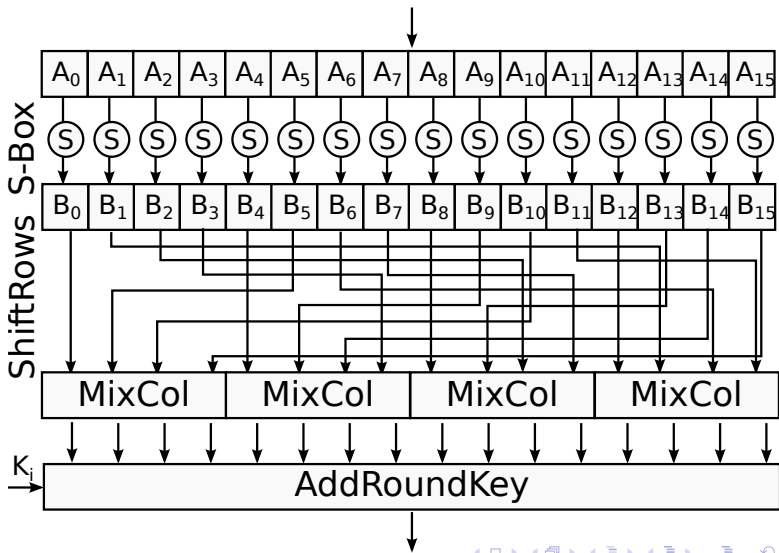 A0 A1 A2 A3 A4 A5 A6 A7 A8 A9 A10 A11 A12 A13 A14 A15
S-Box
S S S S S S S S S S S S S S S S
B0 B1 B2 B3 B4 B5 B6 B7 B8 B9 B10 B11 B12 B13 B14 B15
ShiftRows
MixCol MixCol MixCol MixCol
Ki
AddRoundKey